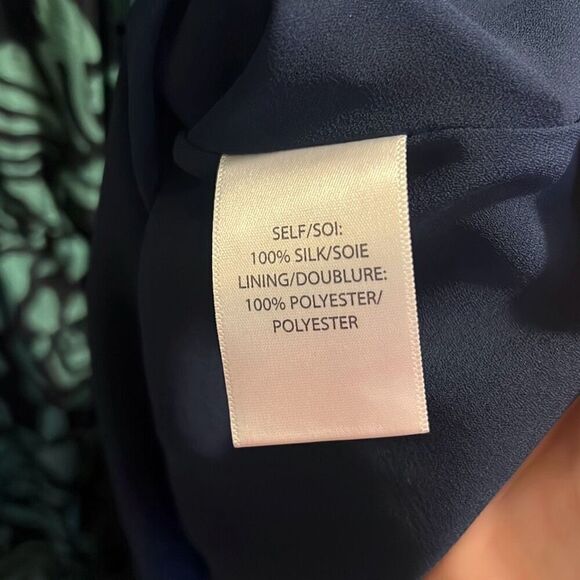 SELF/SOI:
100% SILK/SOIE
LINING/DOUBLURE:
100% POLYESTER/
POLYESTER